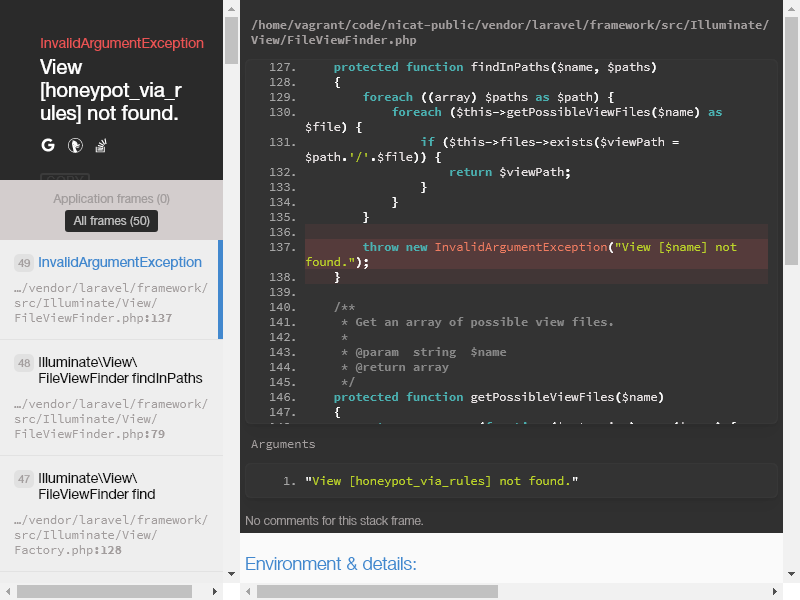 InvalidArgumentException
View
[honeypot_via_r
ules] not found.
COPY
Application frames (0)
All frames (50)
49 InvalidArgumentException
…/vendor/laravel/framework/
src/Illuminate/View/
FileViewFinder.php:137
48 Illuminate\View\
FileViewFinder findInPaths
…/vendor/laravel/framework/
src/Illuminate/View/
FileViewFinder.php:79
47 Illuminate\View\
FileViewFinder find
…/vendor/laravel/framework/
src/Illuminate/View/
Factory.php:128
/home/vagrant/code/nicat-public/vendor/laravel/framework/src/Illuminate/
View/FileViewFinder.php
127. protected function findInPaths($name, $paths)
128. {
129. foreach ((array) $paths as $path) {
130. foreach ($this->getPossibleViewFiles($name) as
$file) {
131. if ($this->files->exists($viewPath =
$path.'/'.$file)) {
132. return $viewPath;
133. }
134. }
135. }
136.
137. throw new InvalidArgumentException("View [$name] not
found.");
138. }
139.
140. /**
141. * Get an array of possible view files.
142. *
143. * @param string $name
144. * @return array
145. */
146. protected function getPossibleViewFiles($name)
147. {
Arguments
1. "View [honeypot_via_rules] not found."
No comments for this stack frame.
Environment & details: